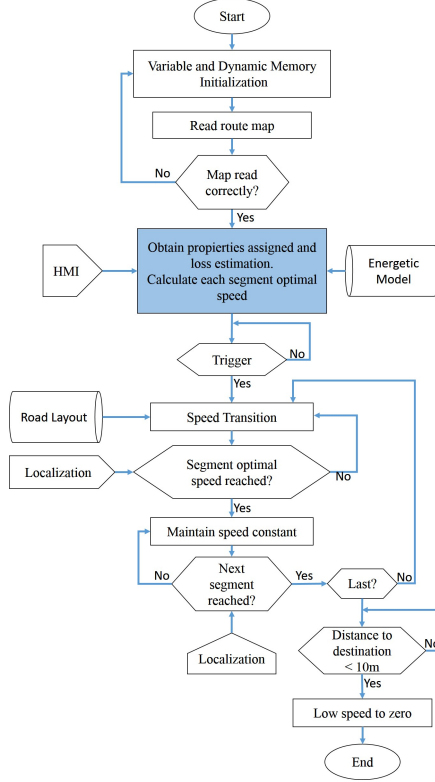 Start
Variable and Dynamic Memory
Initialization
Read route map
No
Map read
correctly?
Yes
Obtain propierties assigned and
loss estimation.
Calculate each segment optimal
speed
HMI
Energetic
Model
Trigger
No
Yes
Road Layout
Speed Transition
Localization
Segment optimal
speed reached?
No
Yes
Maintain speed constant
No
Next
segment
reached?
Yes
Last?
No
Localization
Distance to
destination
< 10m
No
Yes
Low speed to zero
End